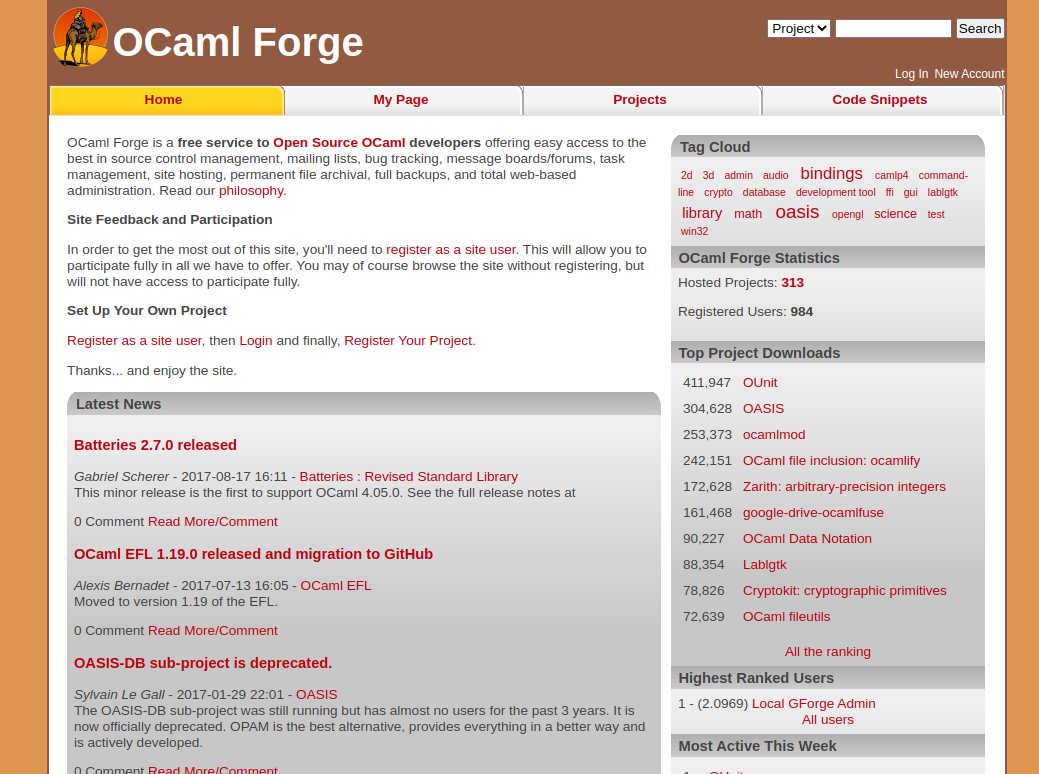 OCaml Forge
Project
Search
Log In New Account
Home
My Page
Projects
Code Snippets
OCaml Forge is a free service to Open Source OCaml developers offering easy access to the
best in source control management, mailing lists, bug tracking, message boards/forums, task
management, site hosting, permanent file archival, full backups, and total web-based
administration. Read our philosophy.
Site Feedback and Participation
In order to get the most out of this site, you'll need to register as a site user. This will allow you to
participate fully in all we have to offer. You may of course browse the site without registering, but
will not have access to participate fully.
Set Up Your Own Project
Register as a site user, then Login and finally, Register Your Project.
Thanks... and enjoy the site.
Latest News
Batteries 2.7.0 released
Gabriel Scherer - 2017-08-17 16:11 - Batteries : Revised Standard Library
This minor release is the first to support OCaml 4.05.0. See the full release notes at
0 Comment Read More/Comment
OCaml EFL 1.19.0 released and migration to GitHub
Alexis Bernadet - 2017-07-13 16:05 - OCaml EFL
Moved to version 1.19 of the EFL.
0 Comment Read More/Comment
OASIS-DB sub-project is deprecated.
Sylvain Le Gall - 2017-01-29 22:01 - OASIS
The OASIS-DB sub-project was still running but has almost no users for the past 3 years. It is
now officially deprecated. OPAM is the best alternative, provides everything in a better way and
is actively developed.
0 Comment Read More/Comment
Tag Cloud
2d 3d admin audio bindings camlp4 command-
line crypto database development tool ffi gui lablgtk
library math oasis opengl science test
win32
OCaml Forge Statistics
Hosted Projects: 313
Registered Users: 984
Top Project Downloads
411,947 OUnit
304,628 OASIS
253,373 ocamlmod
242,151 OCaml file inclusion: ocamlify
172,628 Zarith: arbitrary-precision integers
161,468 google-drive-ocamlfuse
90,227 OCaml Data Notation
88,354 Lablgtk
78,826 Cryptokit: cryptographic primitives
72,639 OCaml fileutils
All the ranking
Highest Ranked Users
1 - (2.0969) Local GForge Admin
All users
Most Active This Week